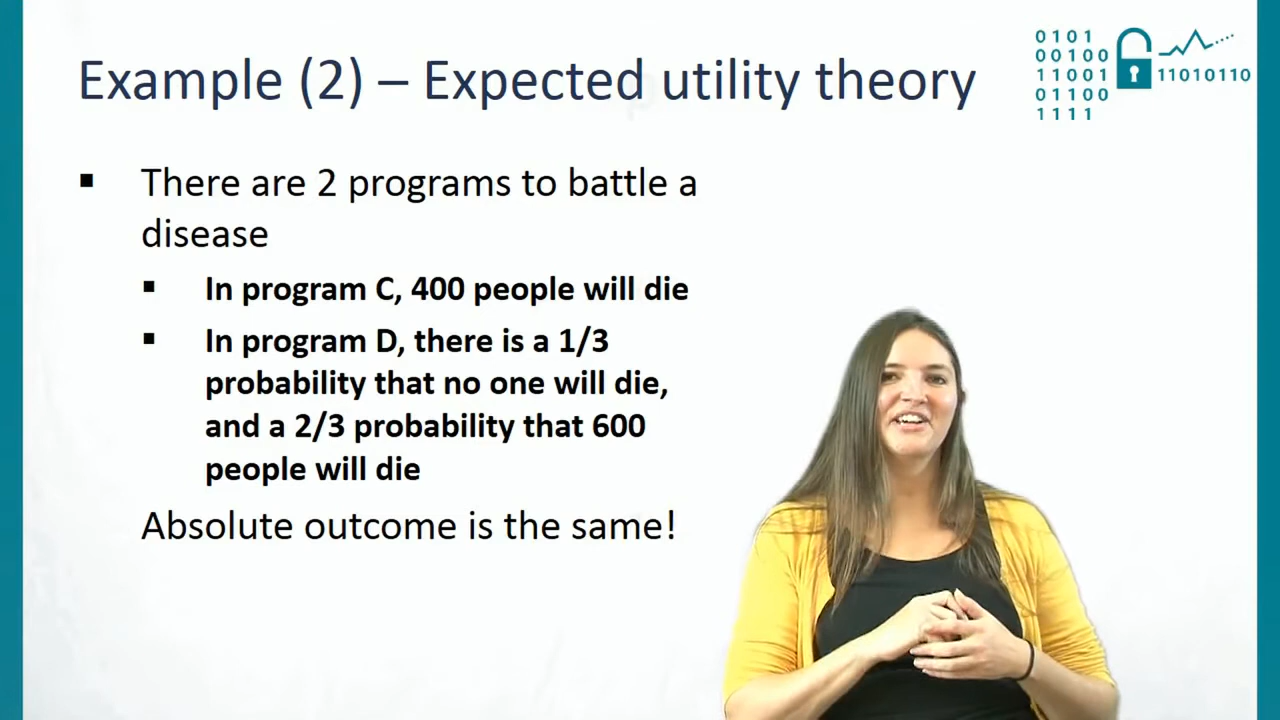 Example (2) – Expected utility theory
0101
00100
11001
01100
1111
11010110
▪ There are 2 programs to battle a
disease
▪ In program C, 400 people will die
▪ In program D, there is a 1/3
probability that no one will die,
and a 2/3 probability that 600
people will die
Absolute outcome is the same!